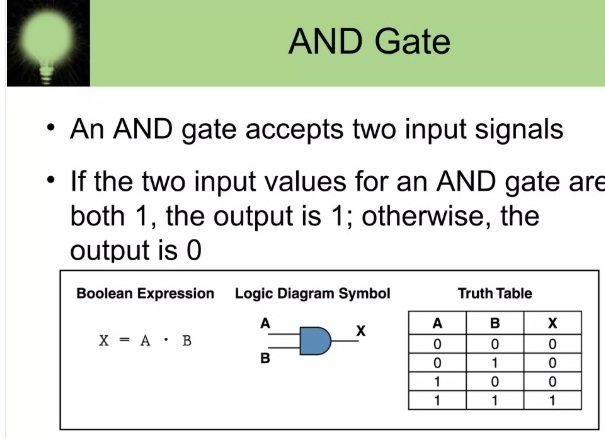 AND Gate
• An AND gate accepts two input signals
• If the two input values for an AND gate are
both 1, the output is 1; otherwise, the
output is 0
Boolean Expression Logic Diagram Symbol Truth Table
X = A · B
A
B
X
A B X
0 0 0
0 1 0
1 0 0
1 1 1